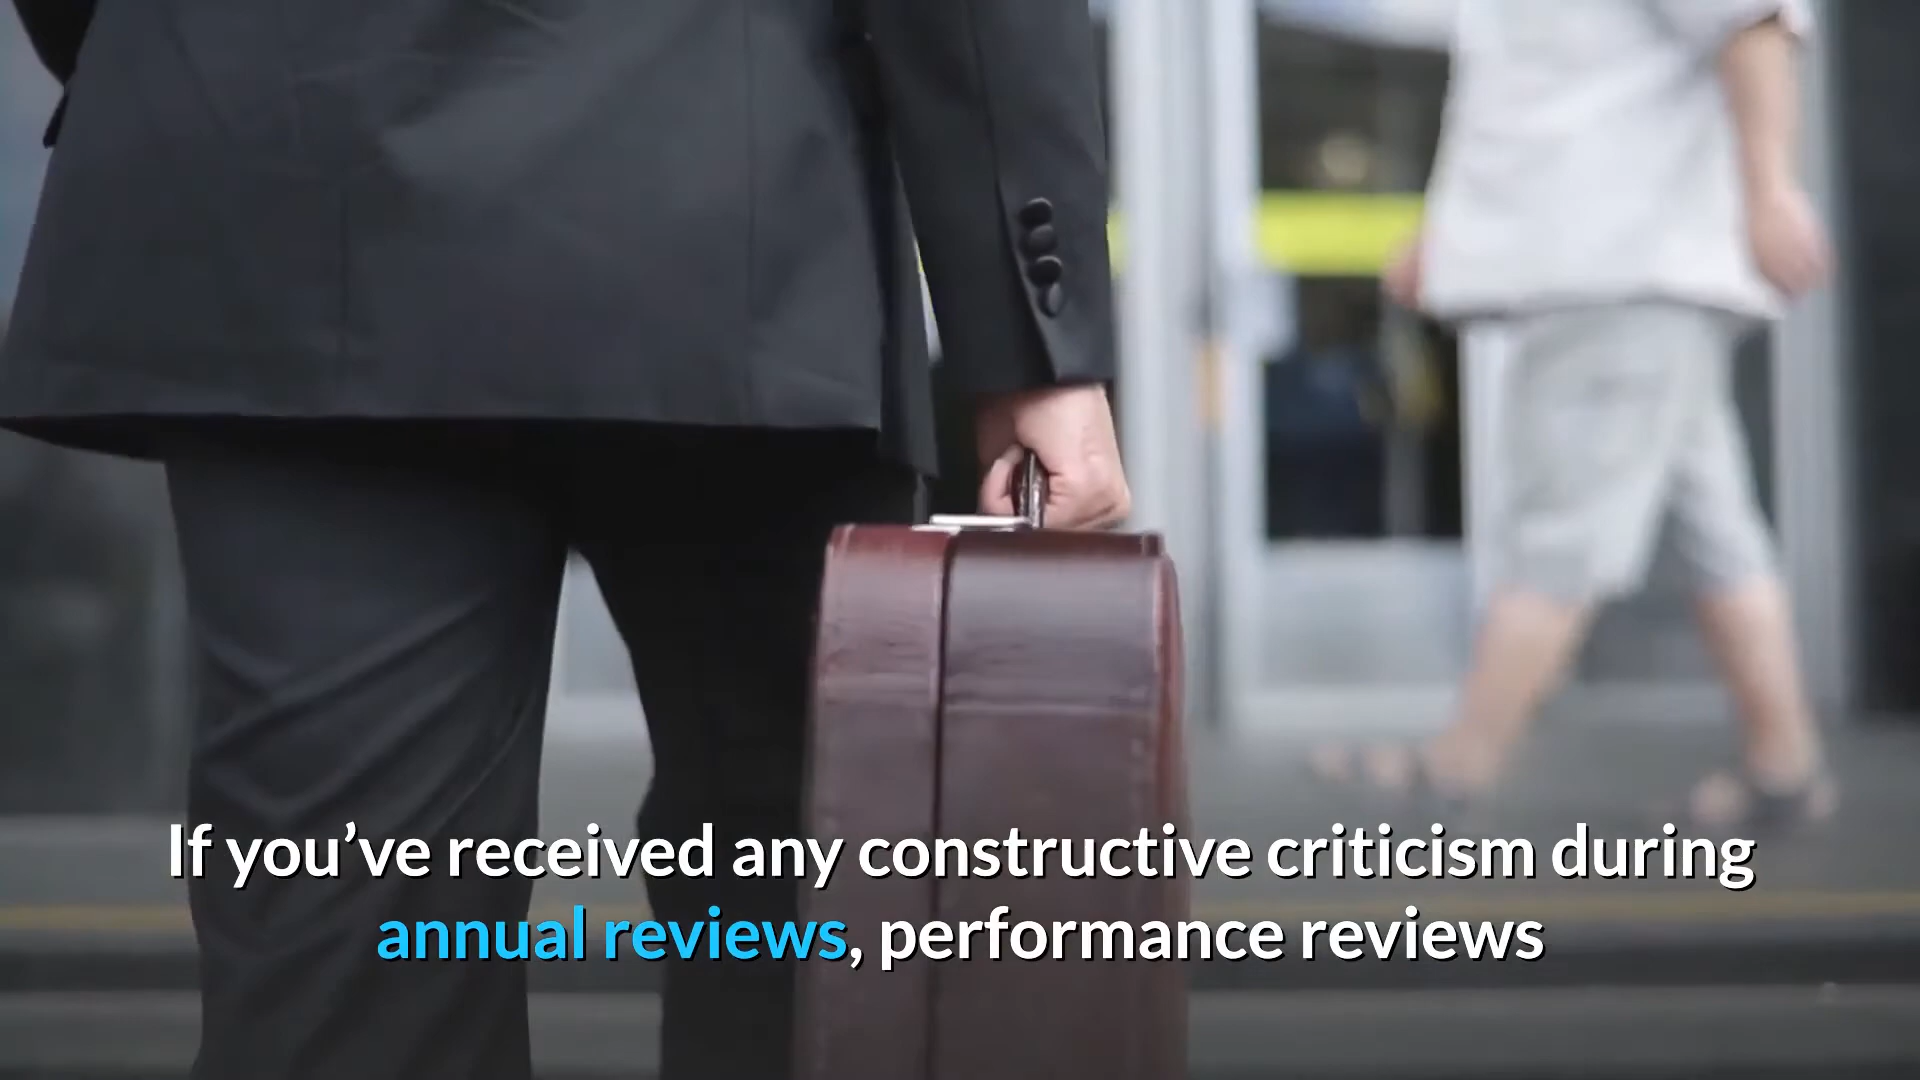 If you’ve received any constructive criticism during
annual reviews, performance reviews